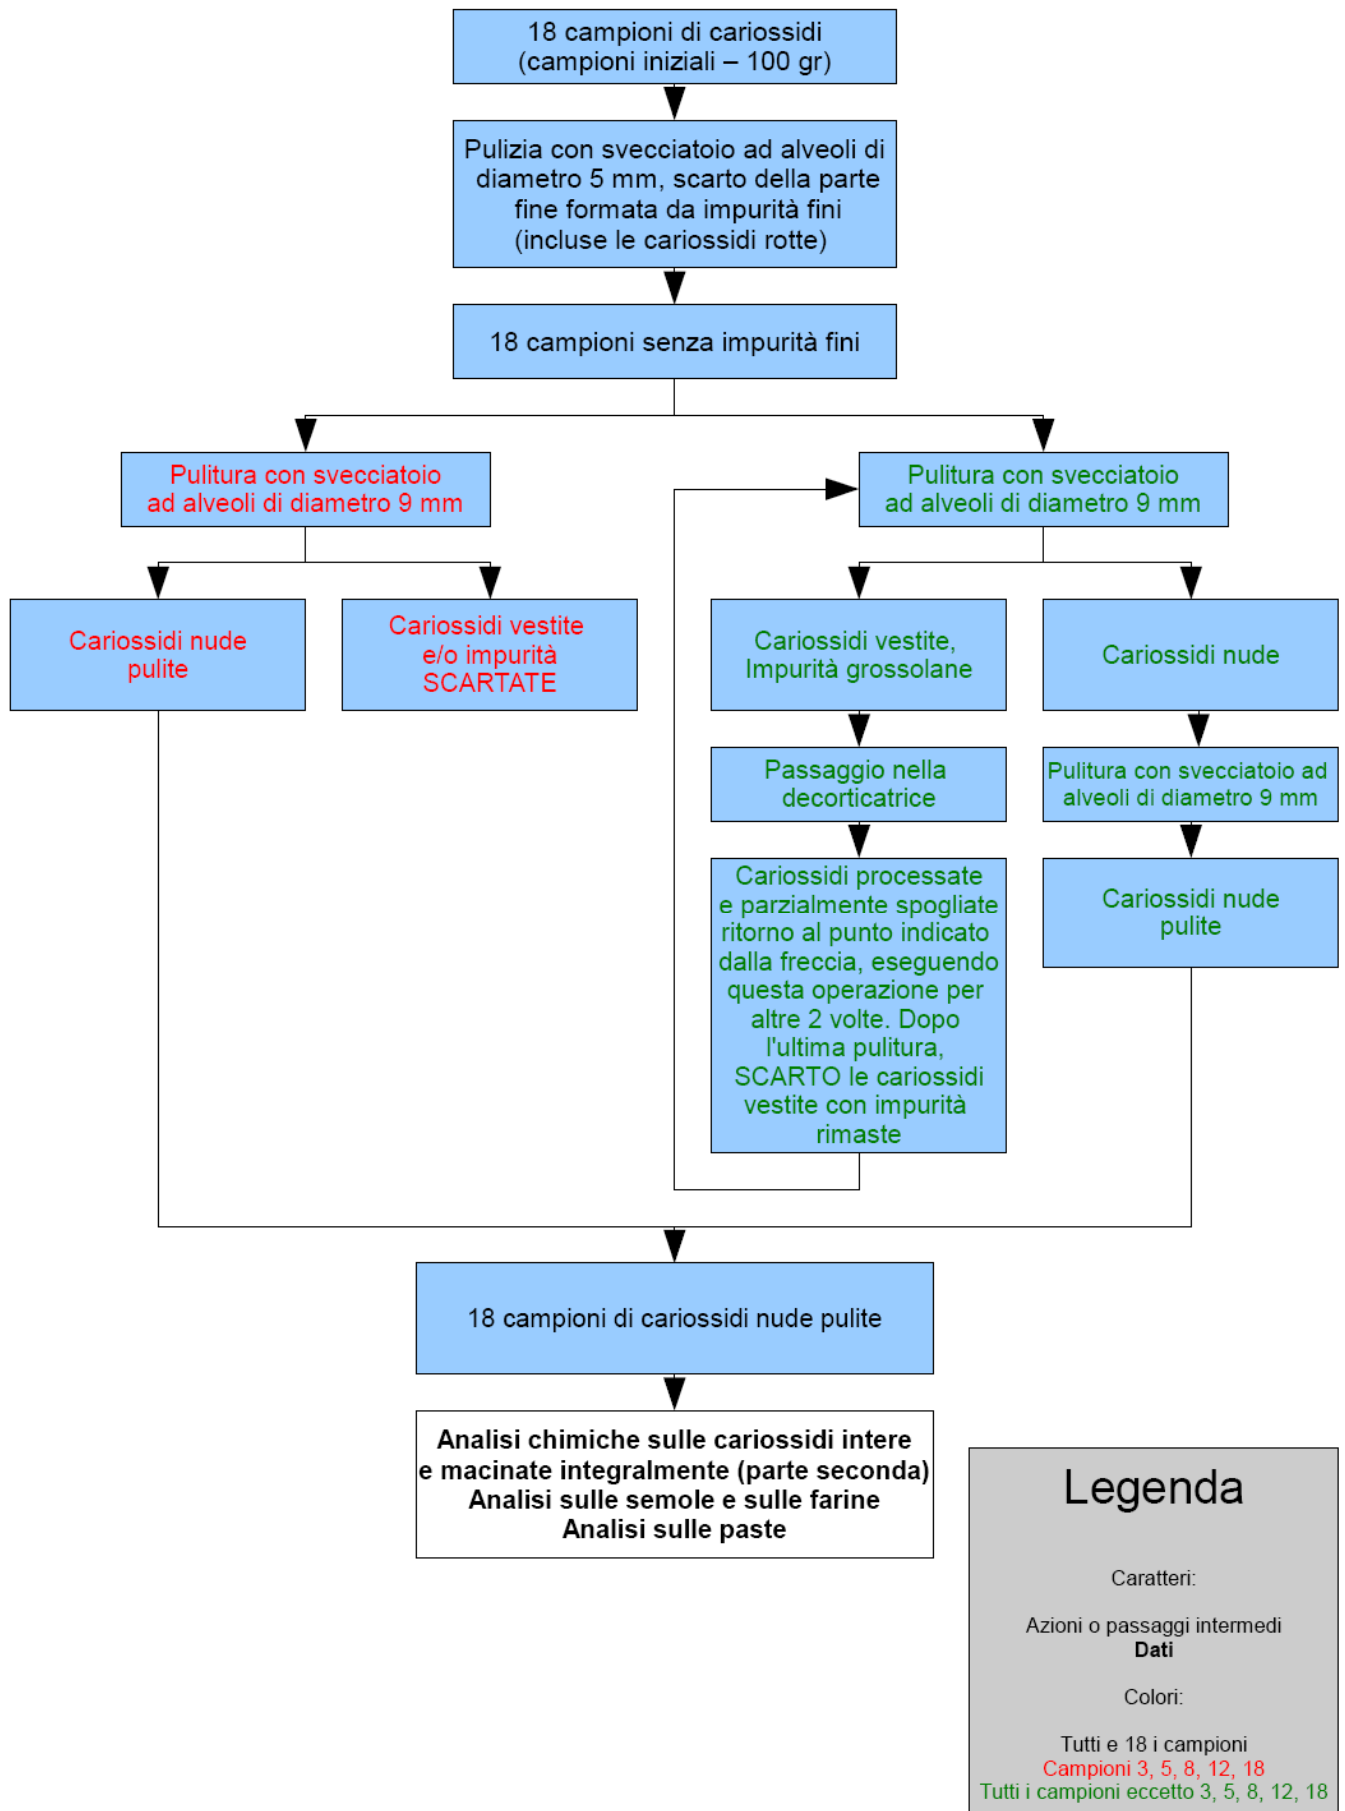 18 campioni di cariossidi
(campioni iniziali – 100 gr)
Pulizia con svecciatoio ad alveoli di
diametro 5 mm, scarto della parte
fine formata da impurità fini
(incluse le cariossidi rotte)
18 campioni senza impurità fini
Pulitura con svecciatoio
ad alveoli di diametro 9 mm
Cariossidi nude
pulite
Cariossidi vestite
e/o impurità
SCARTATE
Pulitura con svecciatoio
ad alveoli di diametro 9 mm
Cariossidi vestite,
Impurità grossolane
Passaggio nella
decorticatrice
Cariossidi processate
e parzialmente spogliate
ritorno al punto indicato
dalla freccia, eseguendo
questa operazione per
altre 2 volte. Dopo
l'ultima pulitura,
SCARTO le cariossidi
vestite con impurità
rimaste
Cariossidi nude
Pulitura con svecciatoio ad
alveoli di diametro 9 mm
Cariossidi nude
pulite
18 campioni di cariossidi nude pulite
Analisi chimiche sulle cariossidi intere
e macinate integralmente (parte seconda)
Analisi sulle semole e sulle farine
Analisi sulle paste
Legenda
Caratteri:
Azioni o passaggi intermedi
Dati
Colori:
Tutti e 18 i campioni
Campioni 3, 5, 8, 12, 18
Tutti i campioni eccetto 3, 5, 8, 12, 18